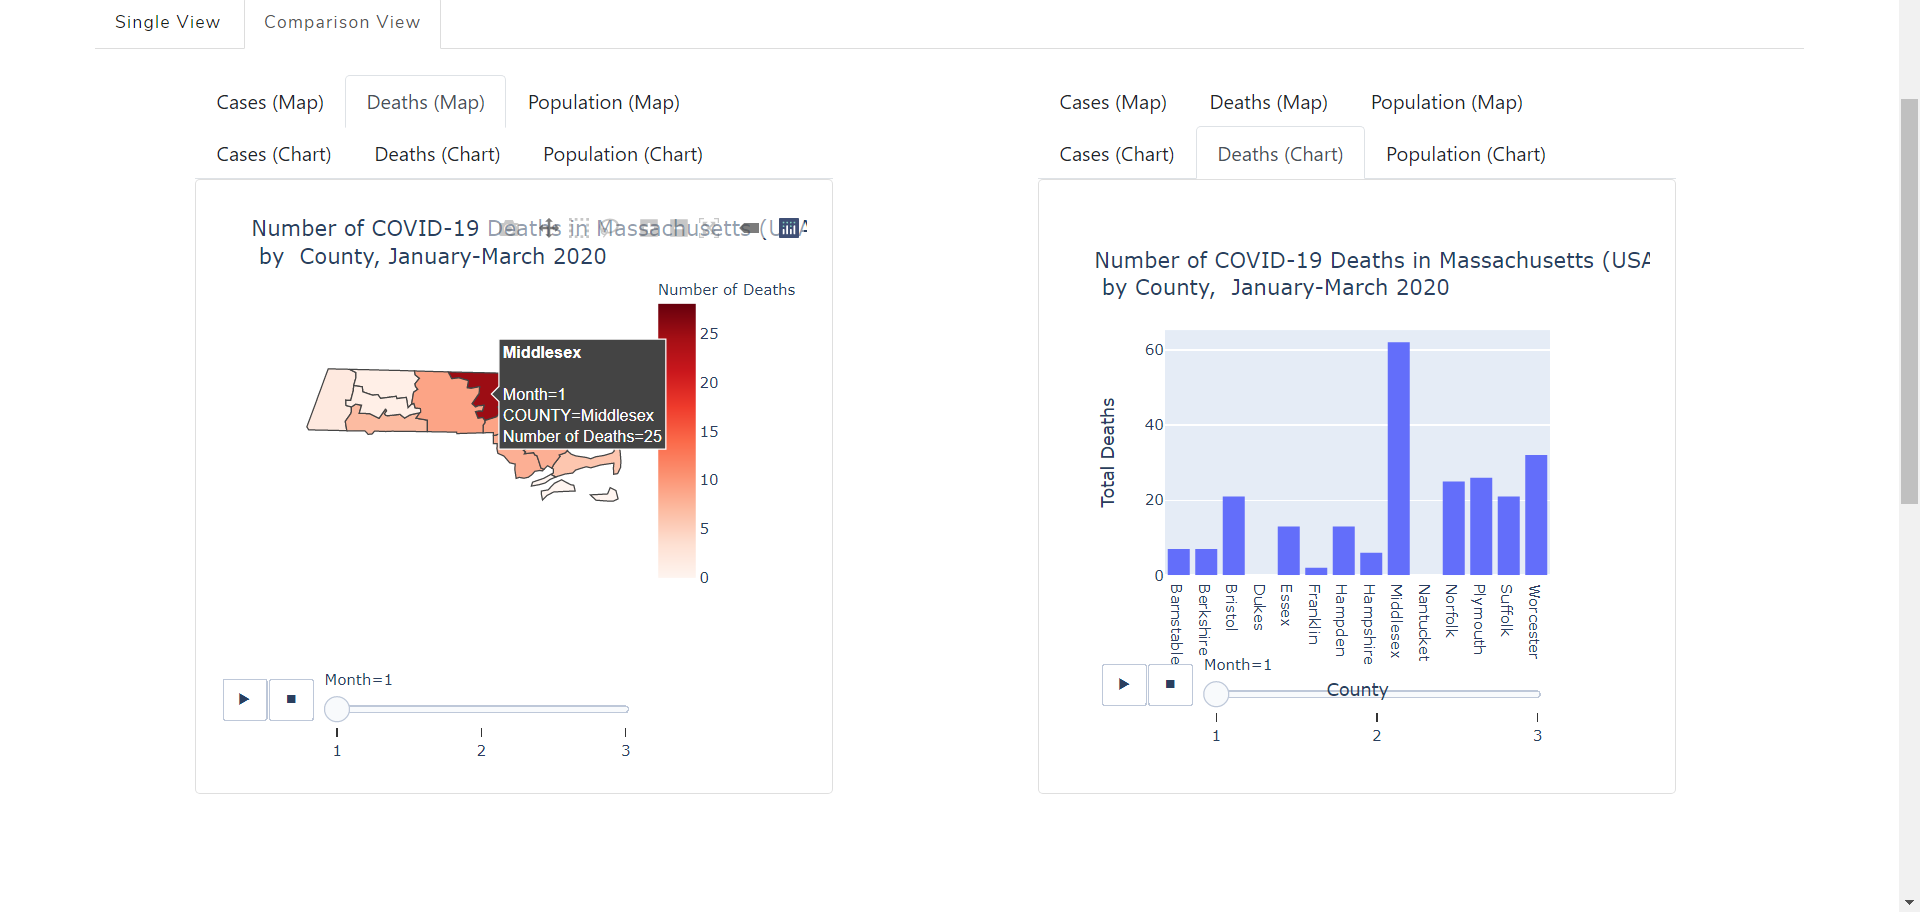 Single View
Comparison View
Cases (Map)
Deaths (Map)
Population (Map)
Cases (Chart)
Deaths (Chart)
Population (Chart)
Number of COVID-19 Deaths in Massachusetts (USA
by County, January-March 2020
Number of Deaths
25
20
15
10
5
0
Middlesex
Month=1
COUNTY=Middlesex
Number of Deaths=25
Month=1
1
2
3
Cases (Map)
Deaths (Map)
Population (Map)
Cases (Chart)
Deaths (Chart)
Population (Chart)
Number of COVID-19 Deaths in Massachusetts (USA
by County, January-March 2020
Total Deaths
60
40
20
0
Barnstable
Berkshire
Bristol
Dukes
Essex
Franklin
Hampden
Hampshire
Middlesex
Nantucket
Norfolk
Plymouth
Suffolk
Worcester
Month=1
County
1
2
3